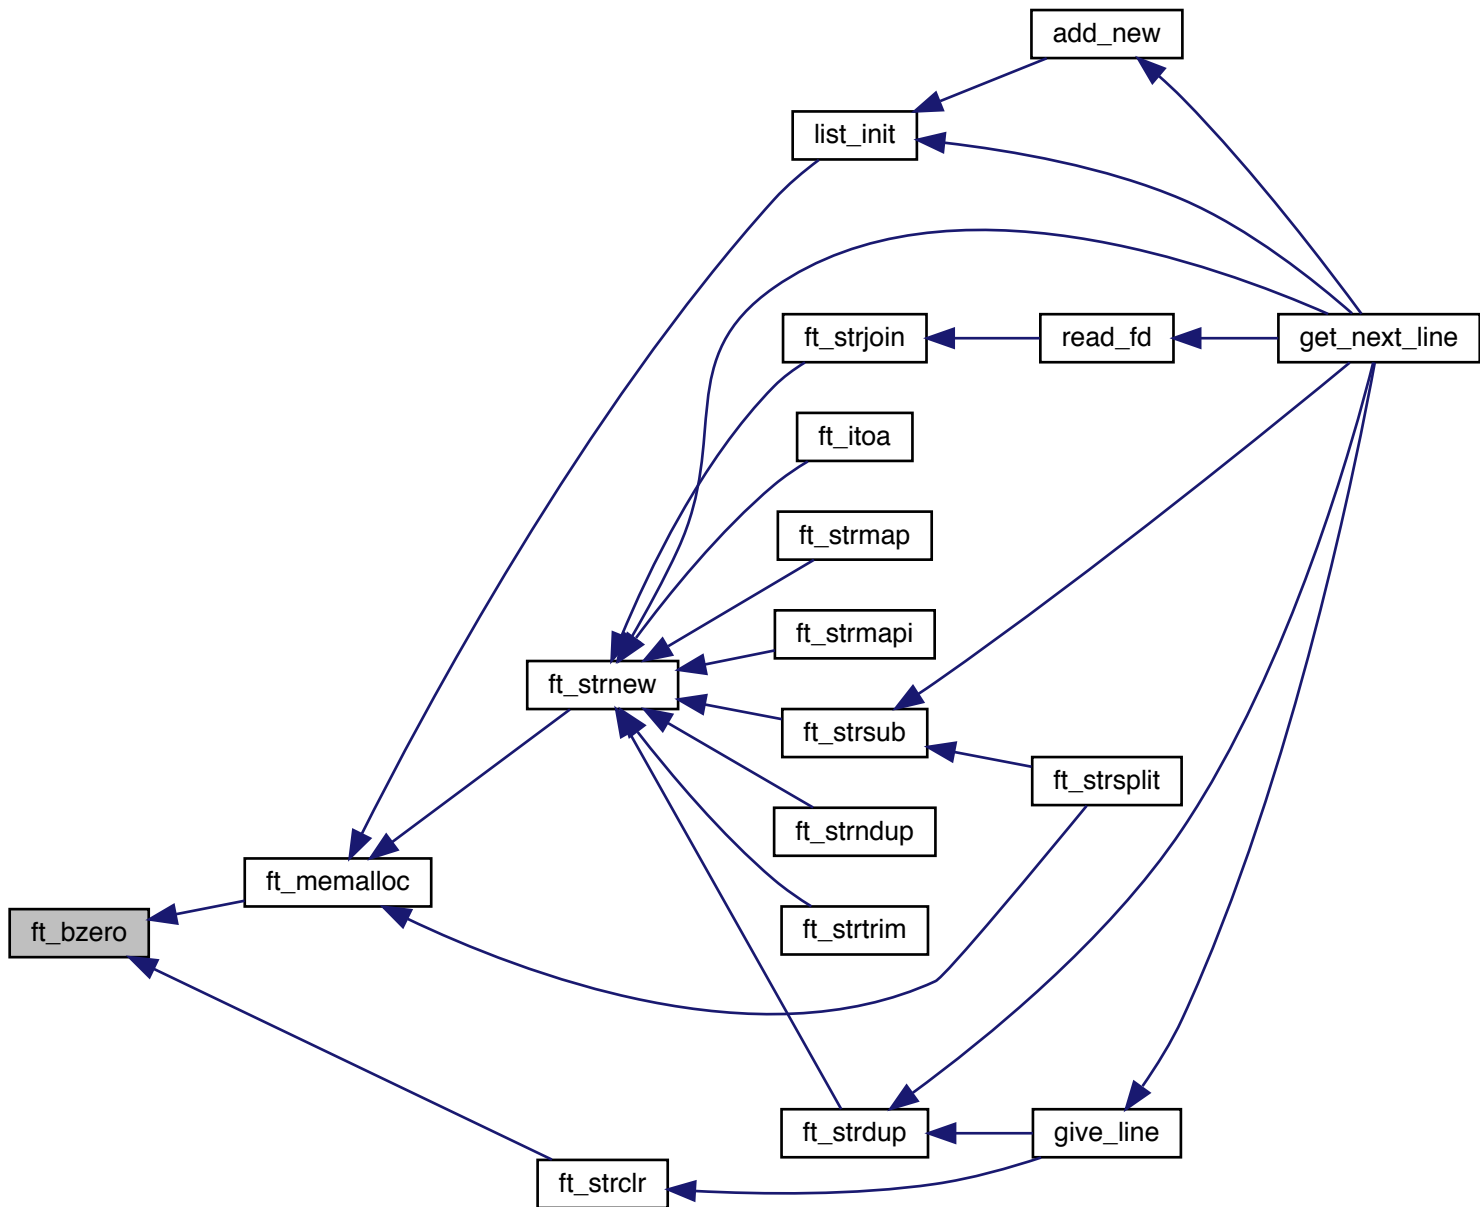 add_new
list_init
ft_strjoin
read_fd
get_next_line
ft_itoa
ft_strmap
ft_strmapi
ft_strnew
ft_strsub
ft_strsplit
ft_strndup
ft_memalloc
ft_strtrim
ft_bzero
ft_strdup
give_line
ft_strclr